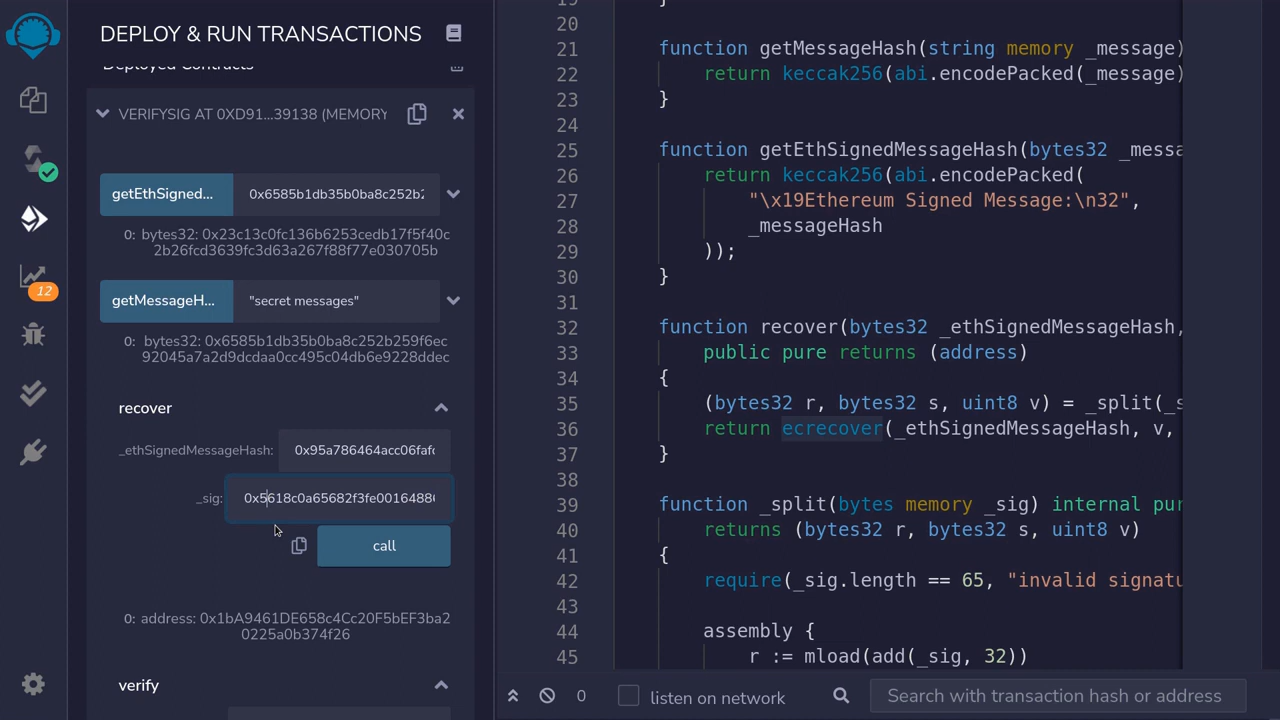 DEPLOY & RUN TRANSACTIONS
Deployed Contracts
VERIFYSIG AT 0XD91...39138 (MEMORY
getEthSigned... 0x6585b1db35b0ba8c252b2
0: bytes32: 0x23c13c0fc136b6253cedb17f5f40c
2b26fcd3639fc3d63a267f88f77e030705b
12
getMessageH... "secret messages"
0: bytes32: 0x6585b1db35b0ba8c252b259f6ec
92045a7a2d9dcdaa0cc495c04db6e9228ddec
recover
_ethSignedMessageHash: 0x95a786464acc06fafc
_sig: 0x5618c0a65682f3fe00164886
call
0: address: 0x1bA9461DE658c4Cc20F5bEF3ba2
0225a0b374f26
verify
19 }
20
21 function getMessageHash(string memory _message)
22 return keccak256(abi.encodePacked(_message)
23 }
24
25 function getEthSignedMessageHash(bytes32 _messa
26 return keccak256(abi.encodePacked(
27 "\x19Ethereum Signed Message:\n32",
28 _messageHash
29 ));
30 }
31
32 function recover(bytes32 _ethSignedMessageHash,
33 public pure returns (address)
34 {
35 (bytes32 r, bytes32 s, uint8 v) = _split(_s
36 return ecrecover(_ethSignedMessageHash, v,
37 }
38
39 function _split(bytes memory _sig) internal pur
40 returns (bytes32 r, bytes32 s, uint8 v)
41 {
42 require(_sig.length == 65, "invalid signatu
43
44 assembly {
45 r := mload(add(_sig, 32))
0 listen on network Search with transaction hash or address